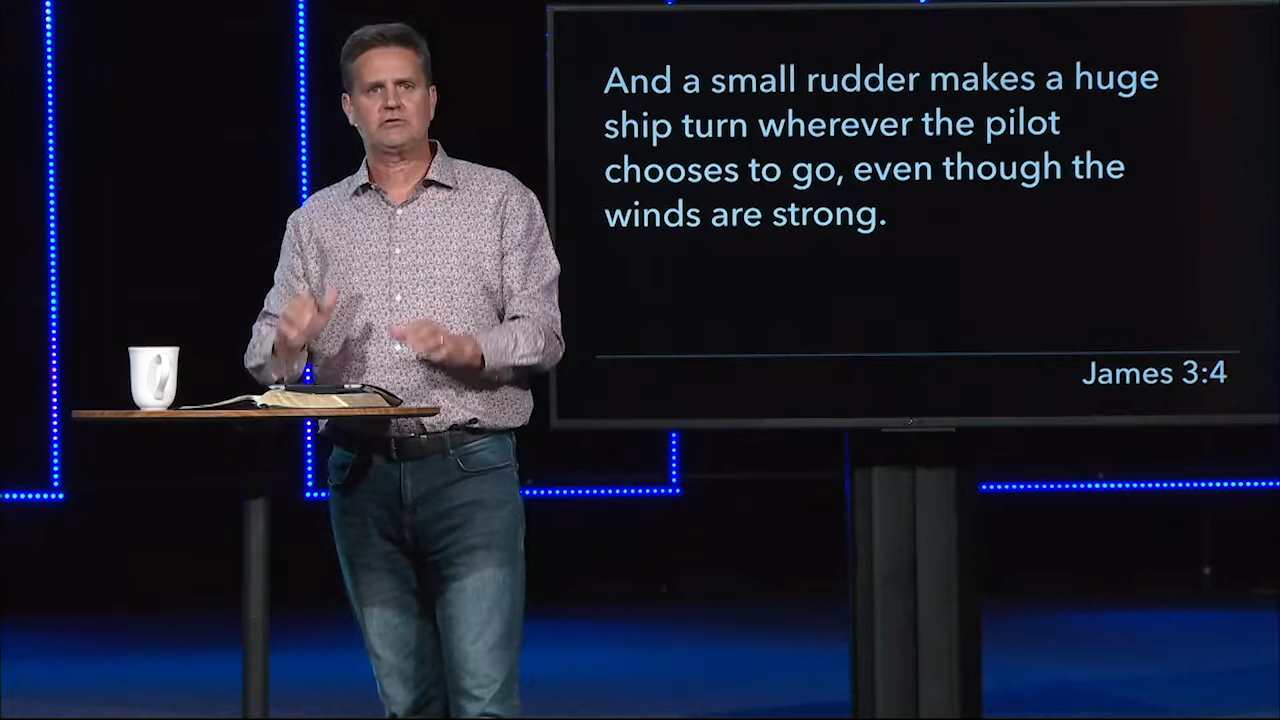 And a small rudder makes a huge
ship turn wherever the pilot
chooses to go, even though the
winds are strong.
James 3:4